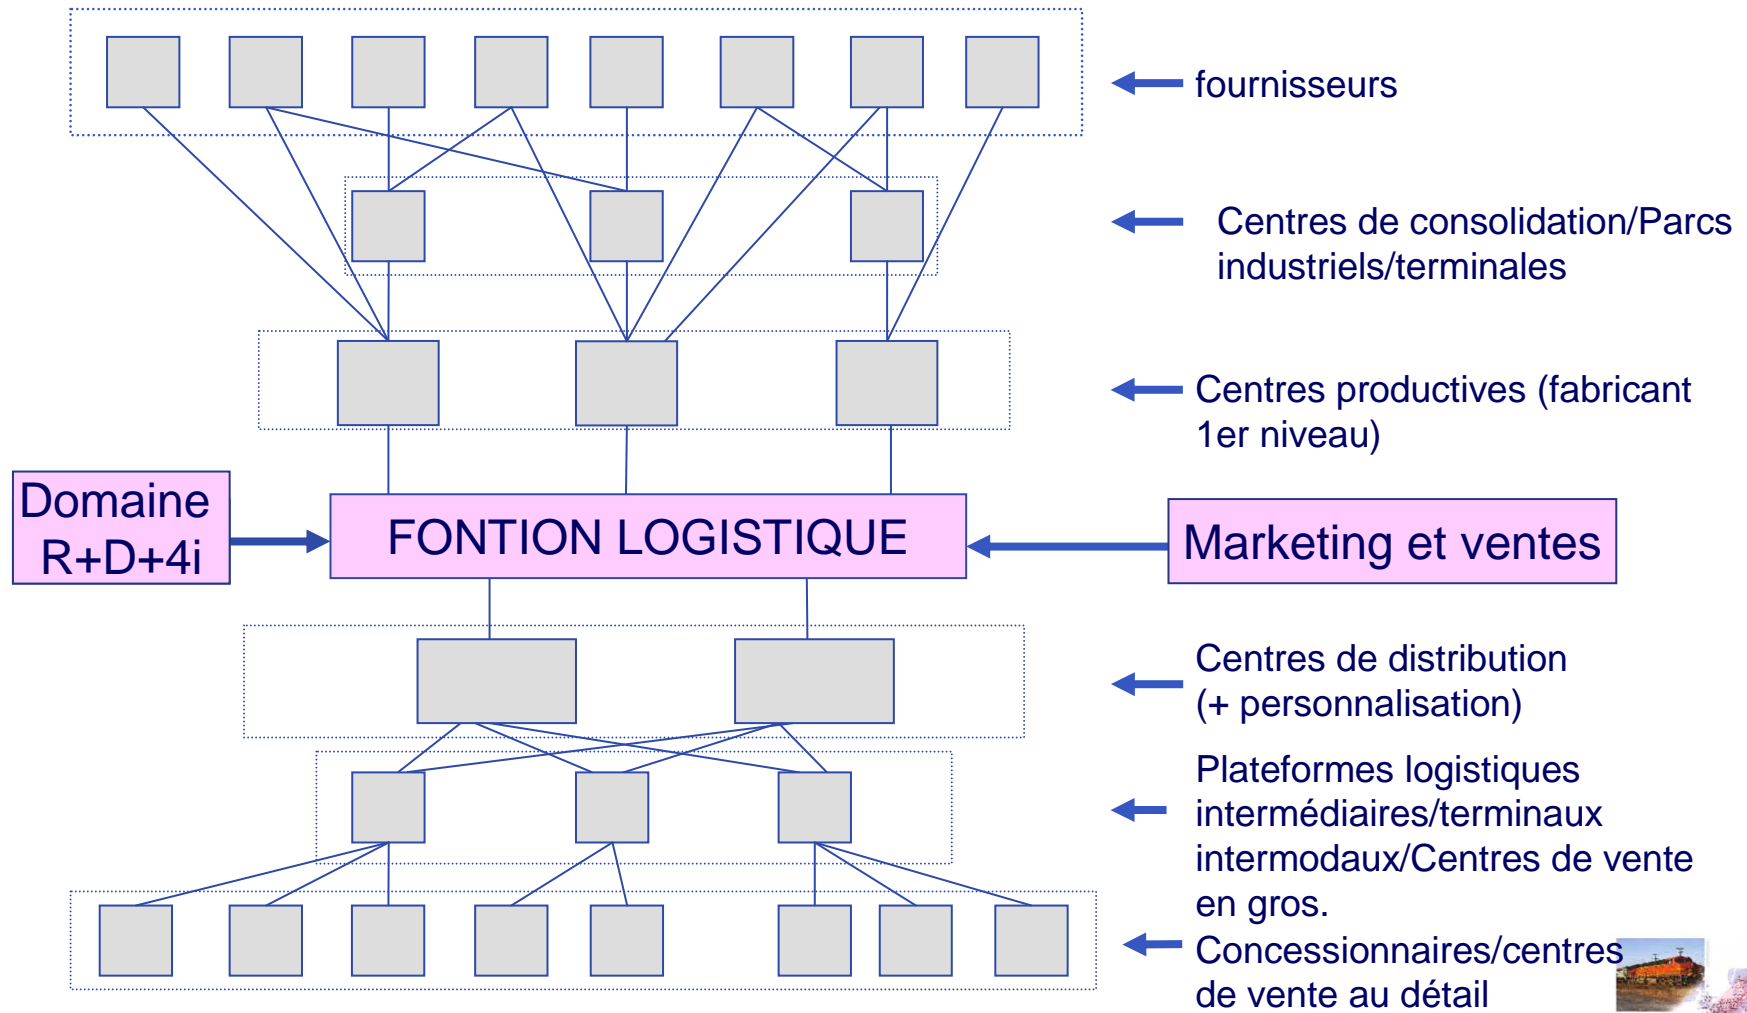 fournisseurs
Centres de consolidation/Parcs
industriels/terminales
Centres productives (fabricant
1er niveau)
Domaine
R+D+4i
FONTION LOGISTIQUE
Marketing et ventes
Centres de distribution
(+ personnalisation)
Plateformes logistiques
intermédiaires/terminaux
intermodaux/Centres de vente
en gros.
Concessionnaires/centres
de vente au détail